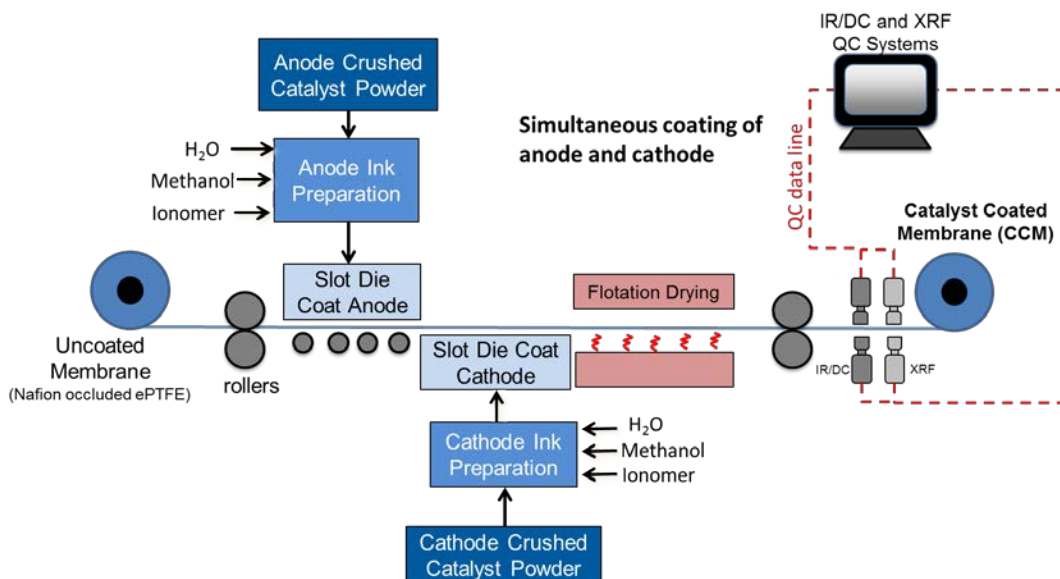 IR/DC and XRF
QC Systems
Anode Crushed
Catalyst Powder
Simultaneous coating of
anode and cathode
H₂O
Methanol
Ionomer
Anode Ink
Preparation
QC data line
Catalyst Coated
Membrane (CCM)
Slot Die
Coat Anode
Flotation Drying
Uncoated
Membrane
(Nafion occluded ePTFE)
rollers
Slot Die Coat
Cathode
IR/DC
XRF
Cathode Ink
Preparation
H₂O
Methanol
Ionomer
Cathode Crushed
Catalyst Powder